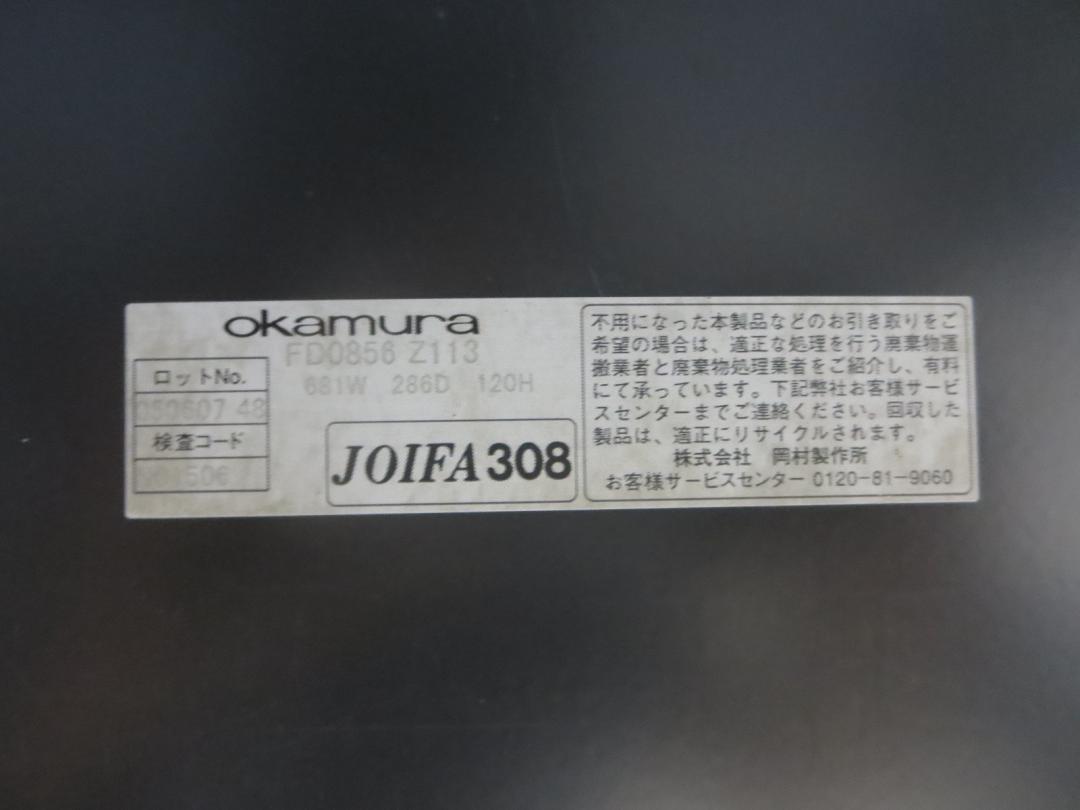 okamura
FD0856 Z113
681W 286D 120H
ロットNo.
050607 48
検査コード
JOIFA308
不用になった本製品などのお引き取りをご
希望の場合は、適正な処理を行う廃棄物運
搬業者と廃棄物処理業者をご紹介し、有料
にて承っています。下記弊社お客様サービ
スセンターまでご連絡ください。回収した
製品は、適正にリサイクルされます。
株式会社 岡村製作所
お客様サービスセンター 0120-81-9060